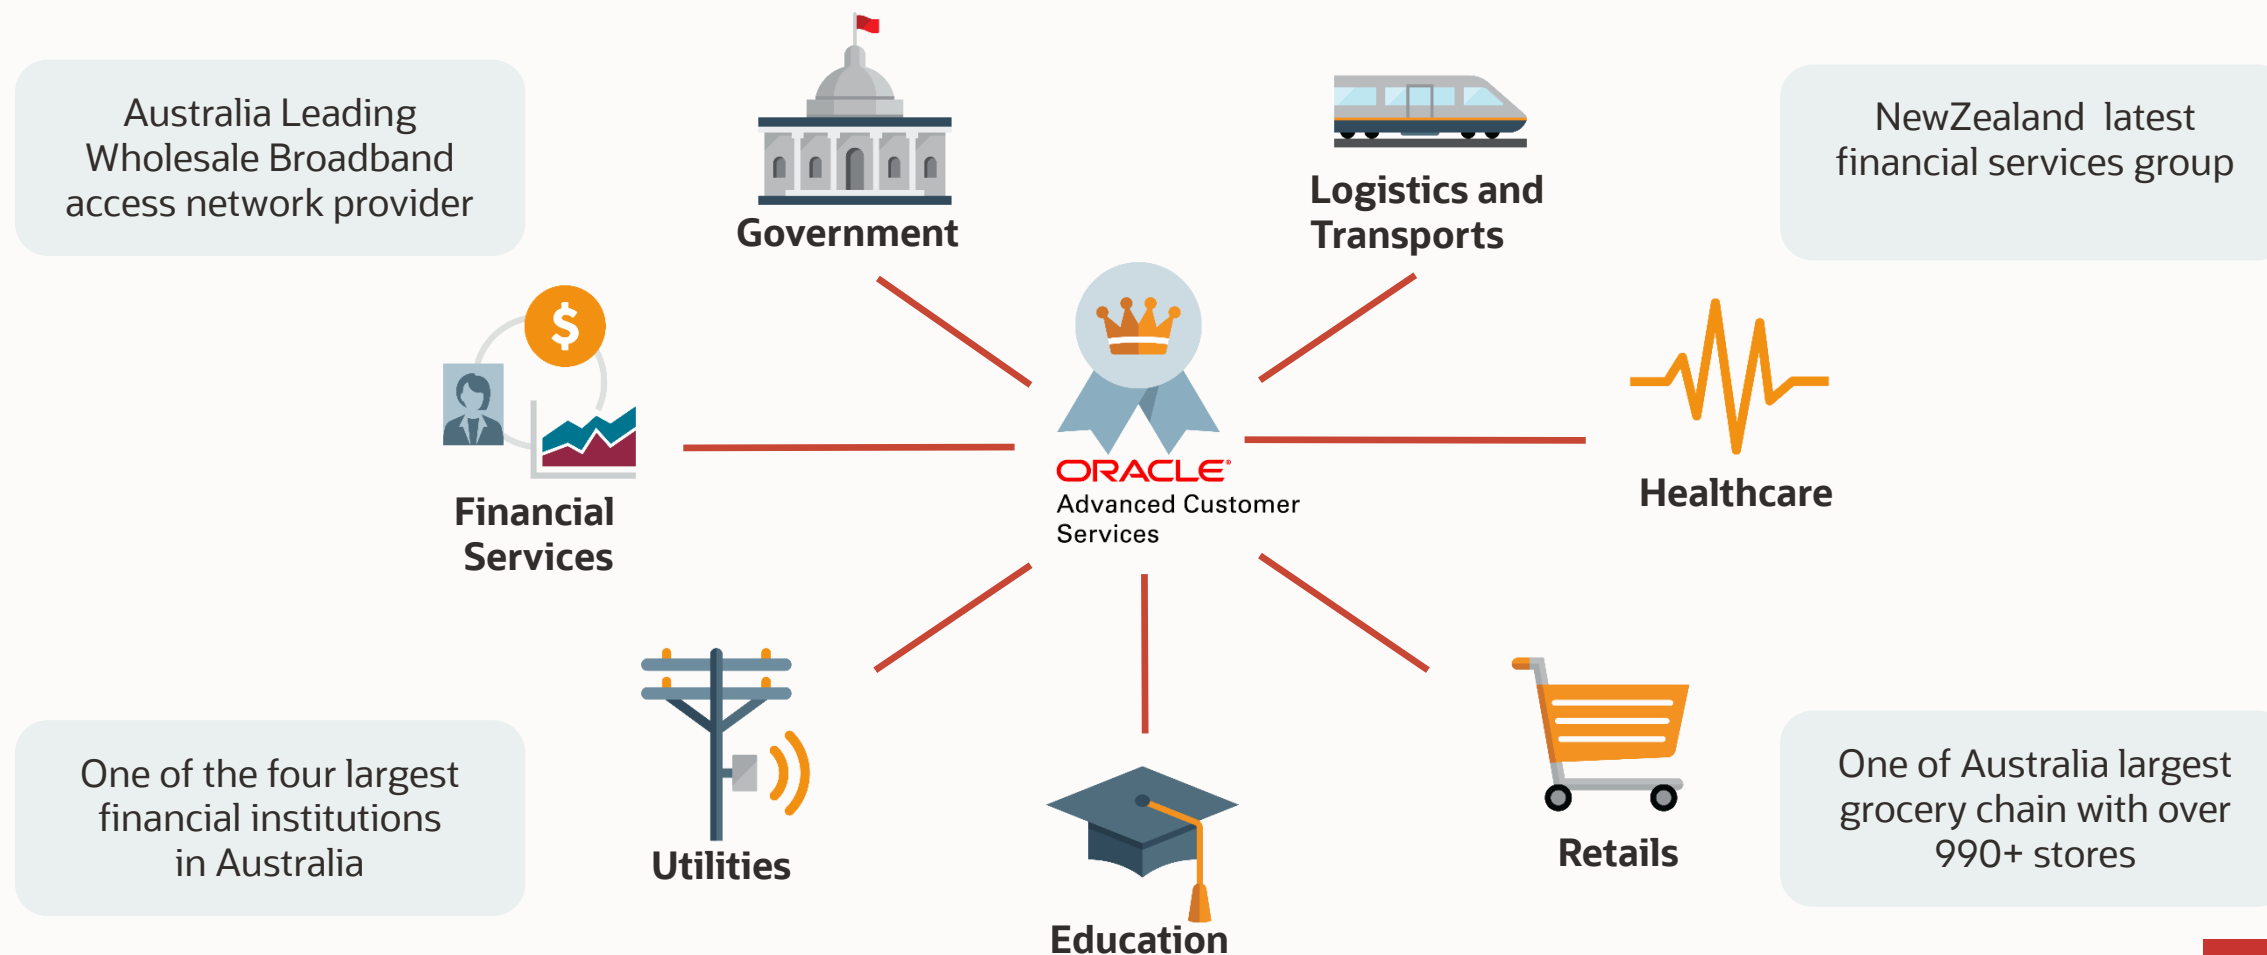 Australia Leading
Wholesale Broadband
access network provider
Government
Logistics and
Transports
NewZealand  latest
financial services group
Financial
Services
ORACLE®
Advanced Customer
Services
Healthcare
One of the four largest
financial institutions
in Australia
Utilities
Education
Retails
One of Australia largest
grocery chain with over
990+ stores